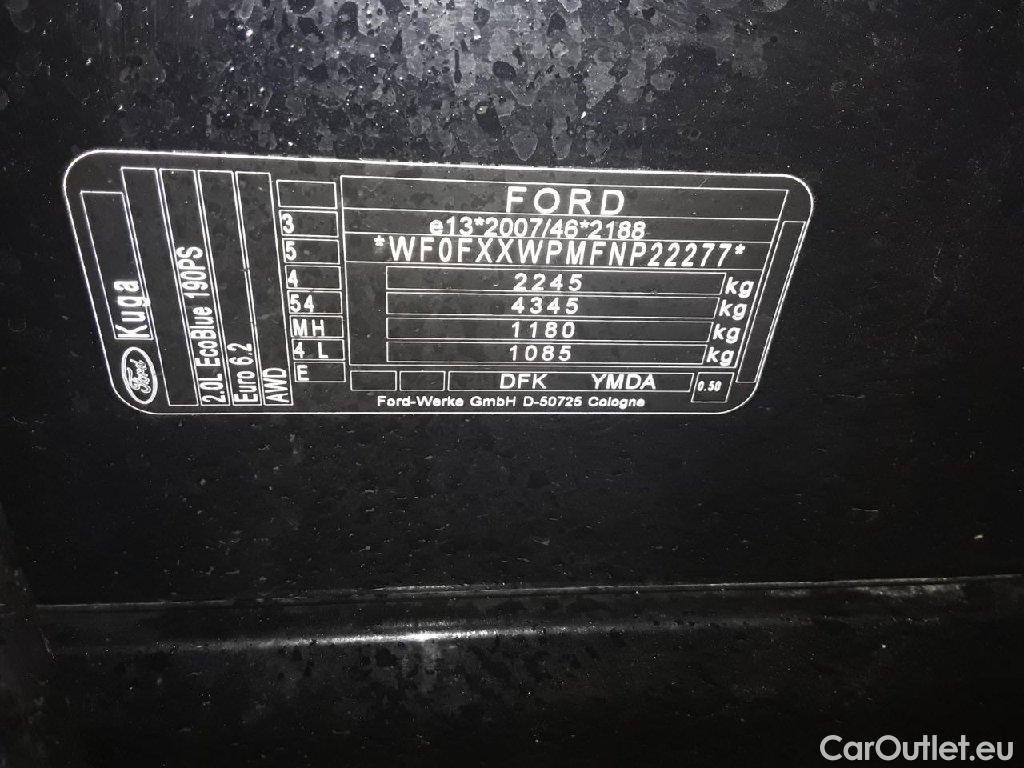 Ford
Kuga
2.0L EcoBlue 190PS
Euro 6.2
AWD
3
5
4
54
MH
4 L
E
FORD
e13*2007/46*2188
*WF0FXXWPMFNP22277*
2245 kg
4345 kg
1180 kg
1085 kg
DFK YMDA 0.50
Ford-Werke GmbH D-50725 Cologne
CarOutlet.eu